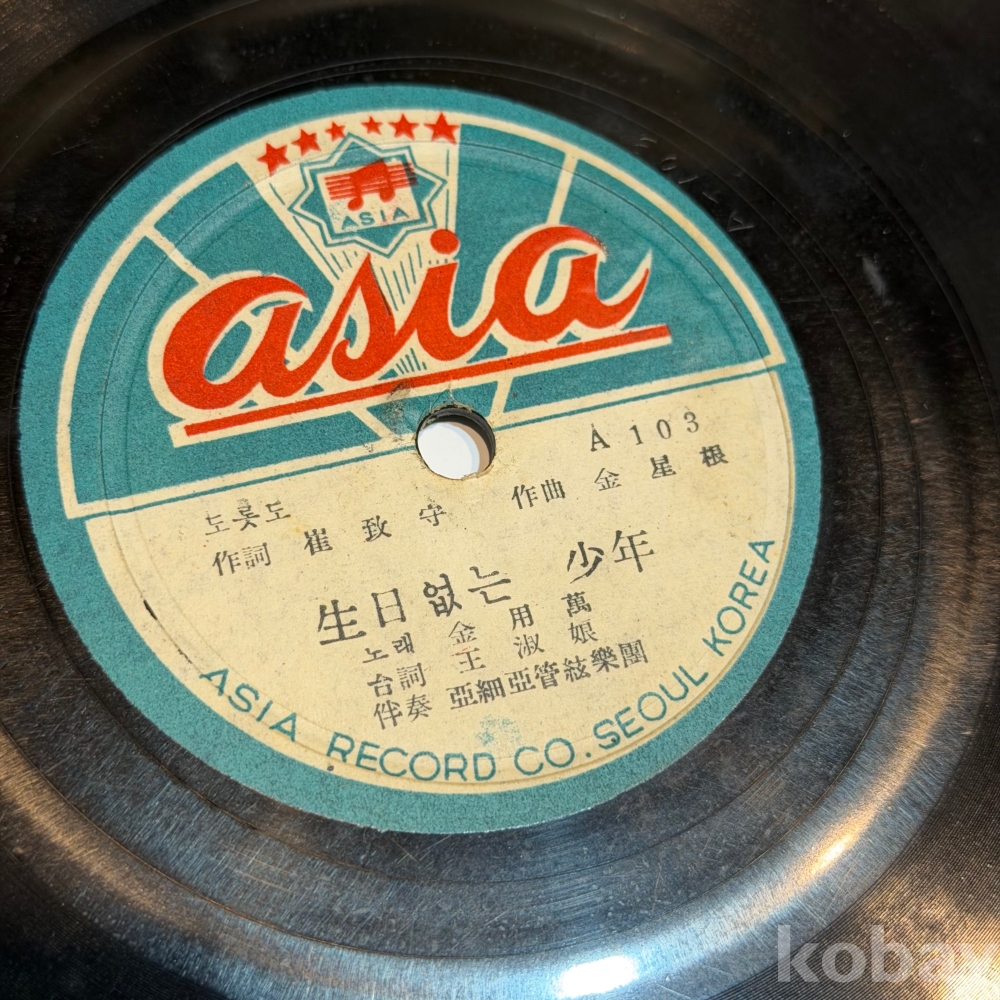 ASIA
asia
A 103
도롯도
作詞 崔致守 作曲 金星根
生日 없는 少年
노래 金用萬
台詞 王淑娘
伴奏 亞細亞管絃樂團
ASIA RECORD CO. SEOUL KOREA
kobay